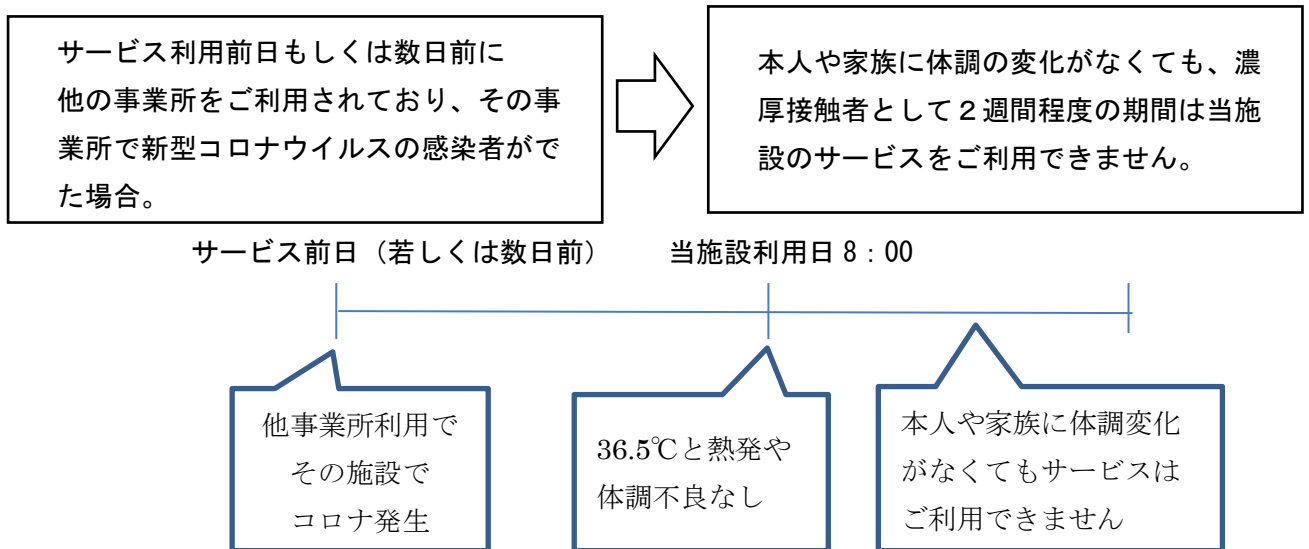 サービス利用前日もしくは数日前に
他の事業所をご利用されており、その事
業所で新型コロナウイルスの感染者がで
た場合。
本人や家族に体調の変化がなくても、濃
厚接触者として２週間程度の期間は当施
設のサービスをご利用できません。
サービス前日（若しくは数日前） 当施設利用日 8：00
他事業所利用で
その施設で
コロナ発生
36.5℃と熱発や
体調不良なし
本人や家族に体調変化
がなくてもサービスは
ご利用できません